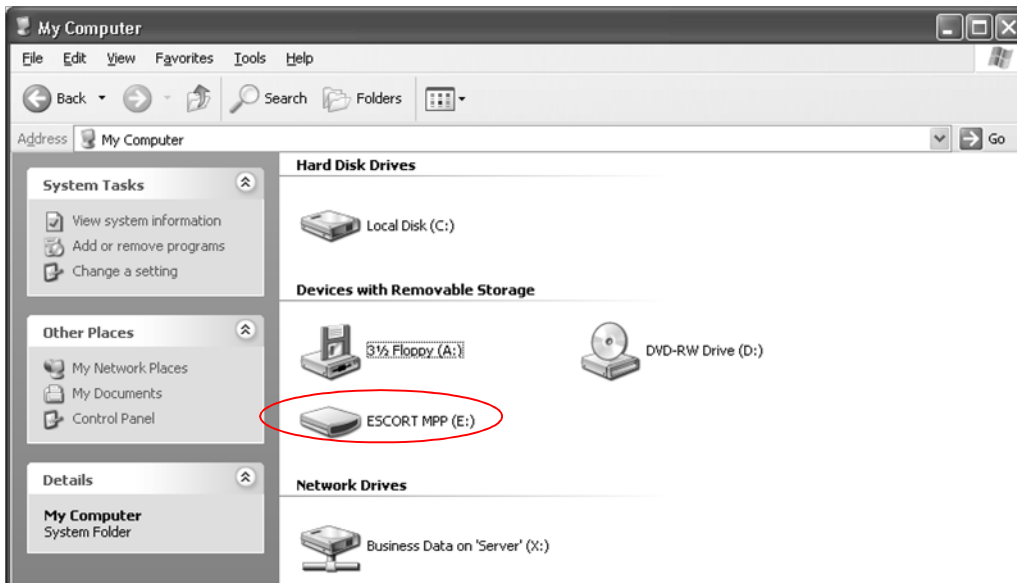 My Computer
File Edit View Favorites Tools Help
Back Search Folders
Address My Computer Go
System Tasks
View system information
Add or remove programs
Change a setting
Other Places
My Network Places
My Documents
Control Panel
Details
My Computer
System Folder
Hard Disk Drives
Local Disk (C:)
Devices with Removable Storage
3½ Floppy (A:) DVD-RW Drive (D:)
ESCORT MPP (E:)
Network Drives
Business Data on 'Server' (X:)